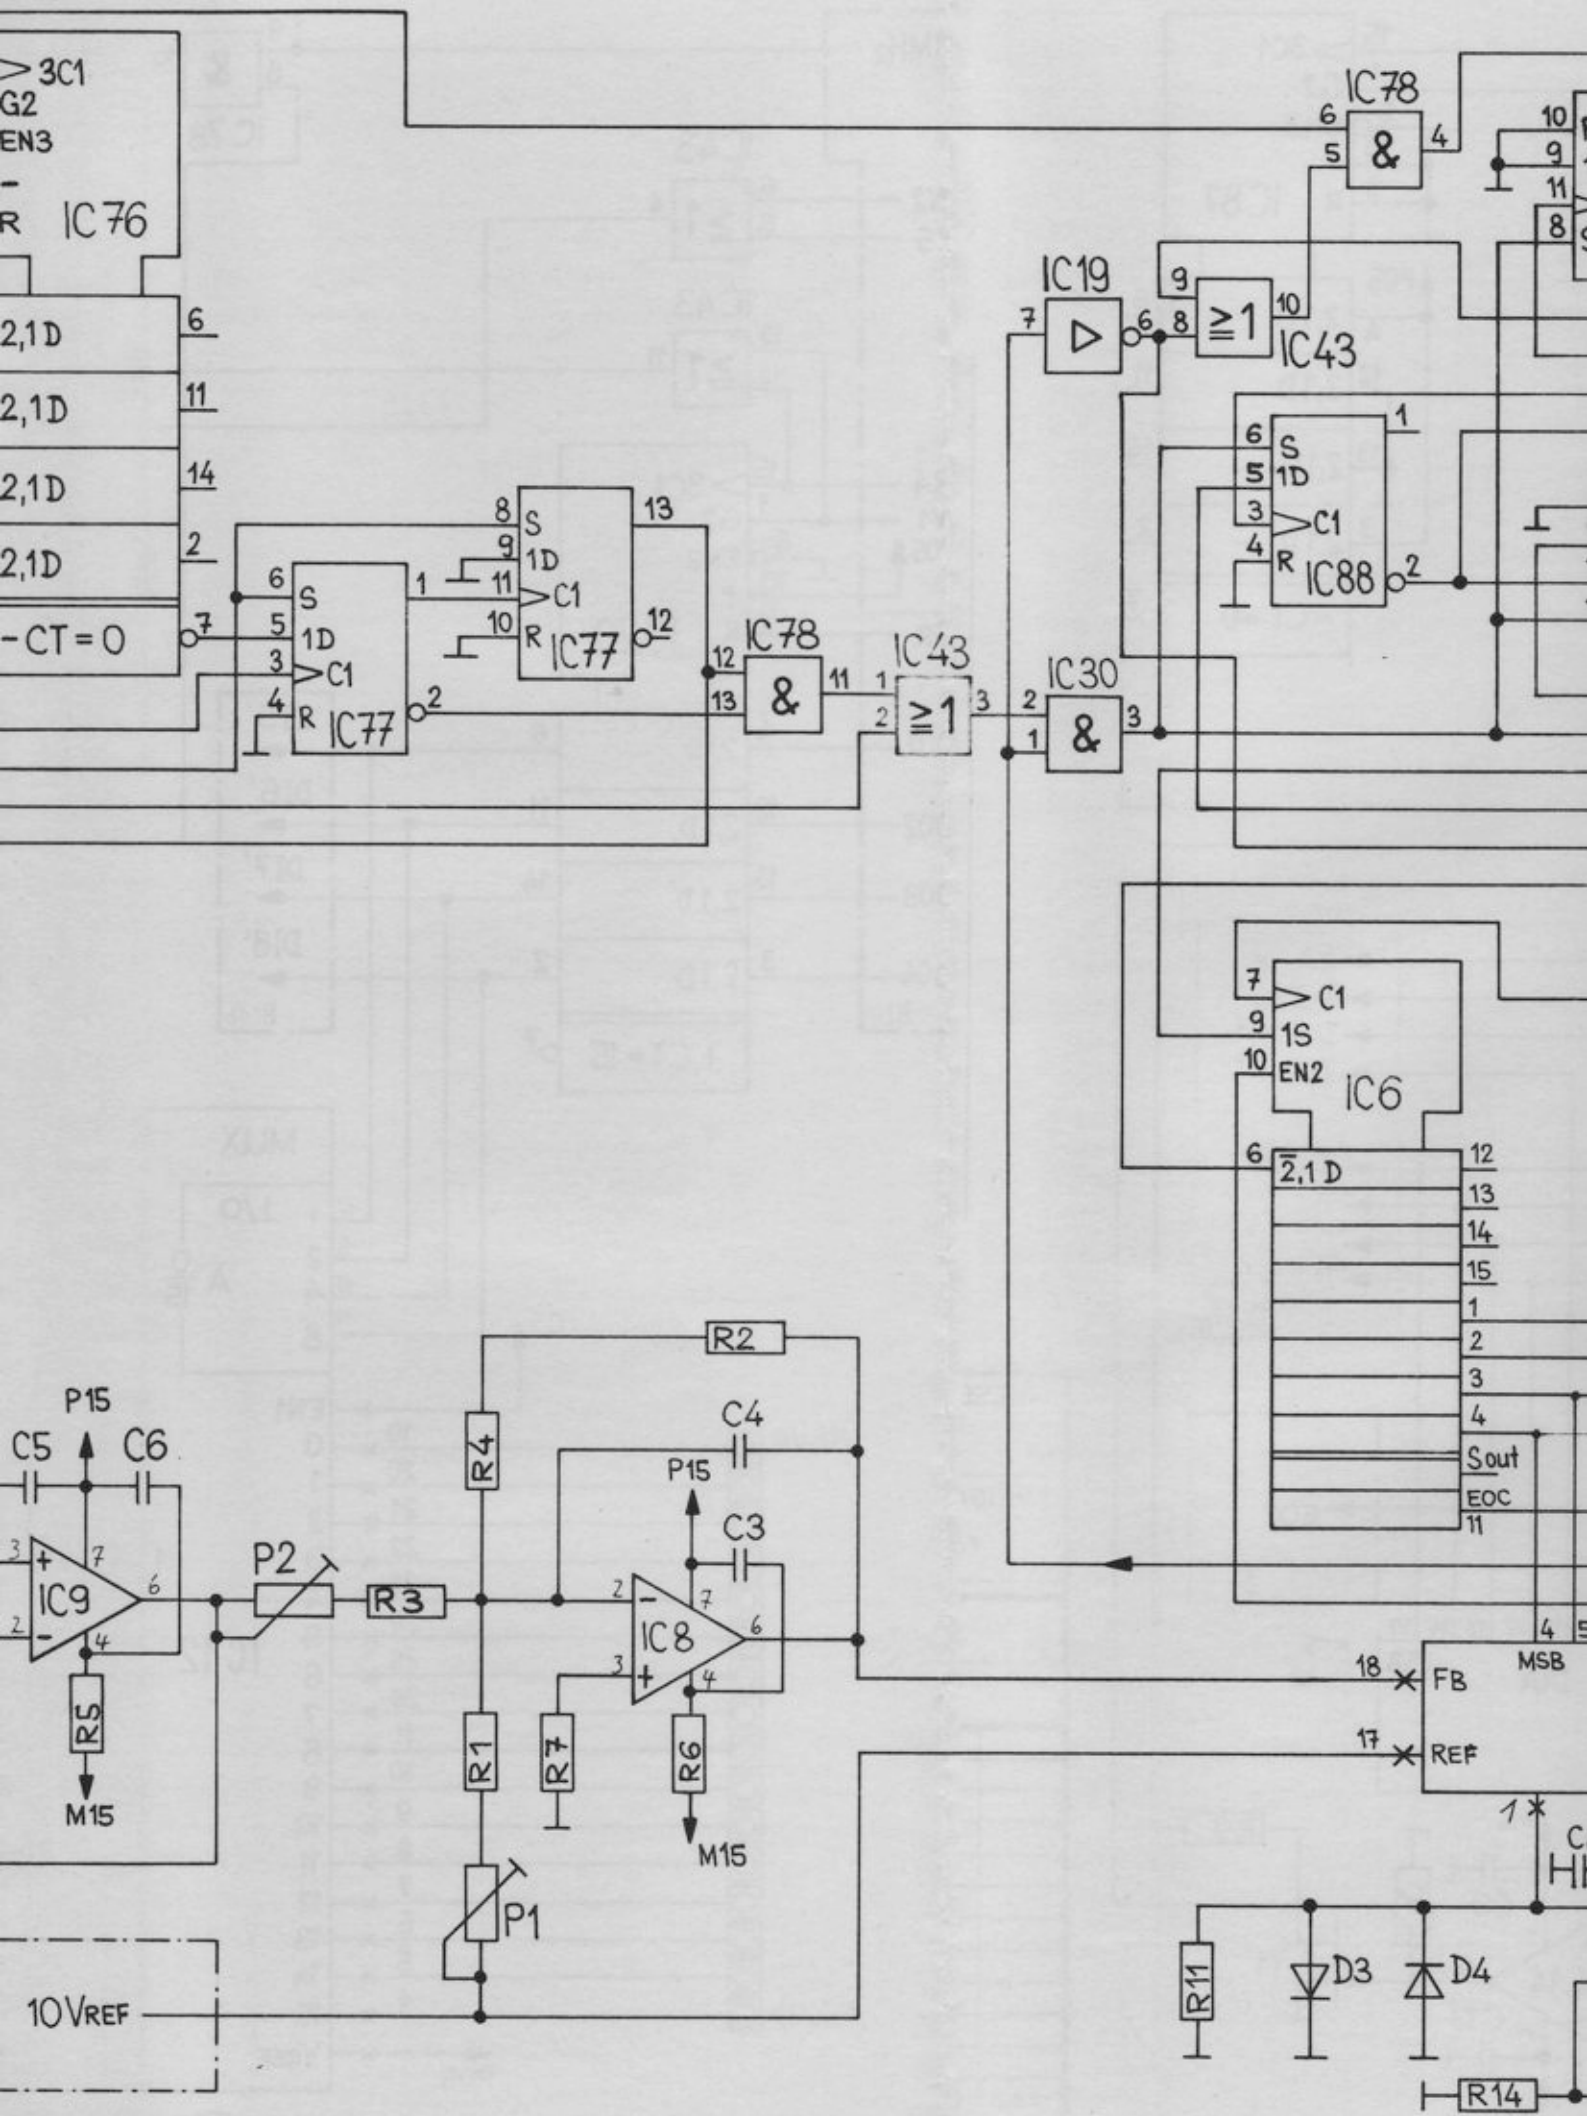 3C1
G2
EN3
-
R IC76
2,1D 6
2,1D 11
2,1D 14
2,1D 2
-CT=0 7
6 S
5 1D
3 C1
4 R
1
2
IC77
8 S
9 1D
11 C1
10 R
13
12
IC77
IC78
12
13
&
11
IC43
1
2
≧1
3
IC30
2
1
&
3
IC19
7
6
9
8
≧1
10
IC43
IC78
6
5
&
4
10
9
11
8
6 S
5 1D
3 C1
4 R
1
2
IC88
7 C1
9 1S
10 EN2
IC6
6 2̅,1D
12
13
14
15
1
2
3
4
Sout
EOC
11
R2
R4
C4
P15
C3
P15
C5 C6
3 +
2 -
7
4
6
IC9
R5
M15
P2
R3
2 -
3 +
7
4
6
IC8
R1
R7
R6
M15
P1
10VREF
4 5
MSB
18 FB
17 REF
1
C
R11
D3
D4
R14